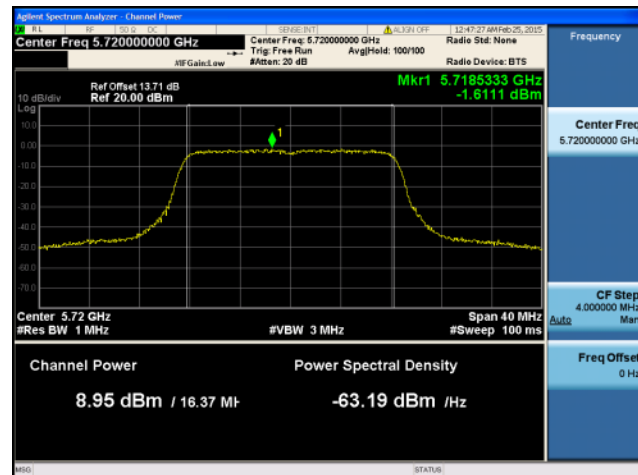 Agilent Spectrum Analyzer - Channel Power
RL RF 50 Ω DC SENSE:INT ALIGN OFF 12:47:27 AM Feb 25, 2015
Center Freq 5.720000000 GHz Center Freq: 5.720000000 GHz Radio Std: None
Trig: Free Run Avg|Hold: 100/100
#IFGain:Low #Atten: 20 dB Radio Device: BTS
Mkr1 5.7185333 GHz
-1.6111 dBm
Ref Offset 13.71 dB
10 dB/div Ref 20.00 dBm
Log
10.0
1
0.00
-10.0
-20.0
-30.0
-40.0
-50.0
-60.0
-70.0
Center 5.72 GHz Span 40 MHz
#Res BW 1 MHz #VBW 3 MHz #Sweep 100 ms
Channel Power Power Spectral Density
8.95 dBm / 16.37 MH -63.19 dBm /Hz
MSG STATUS
Frequency
Center Freq
5.720000000 GHz
CF Step
4.000000 MHz
Auto Man
Freq Offset
0 Hz